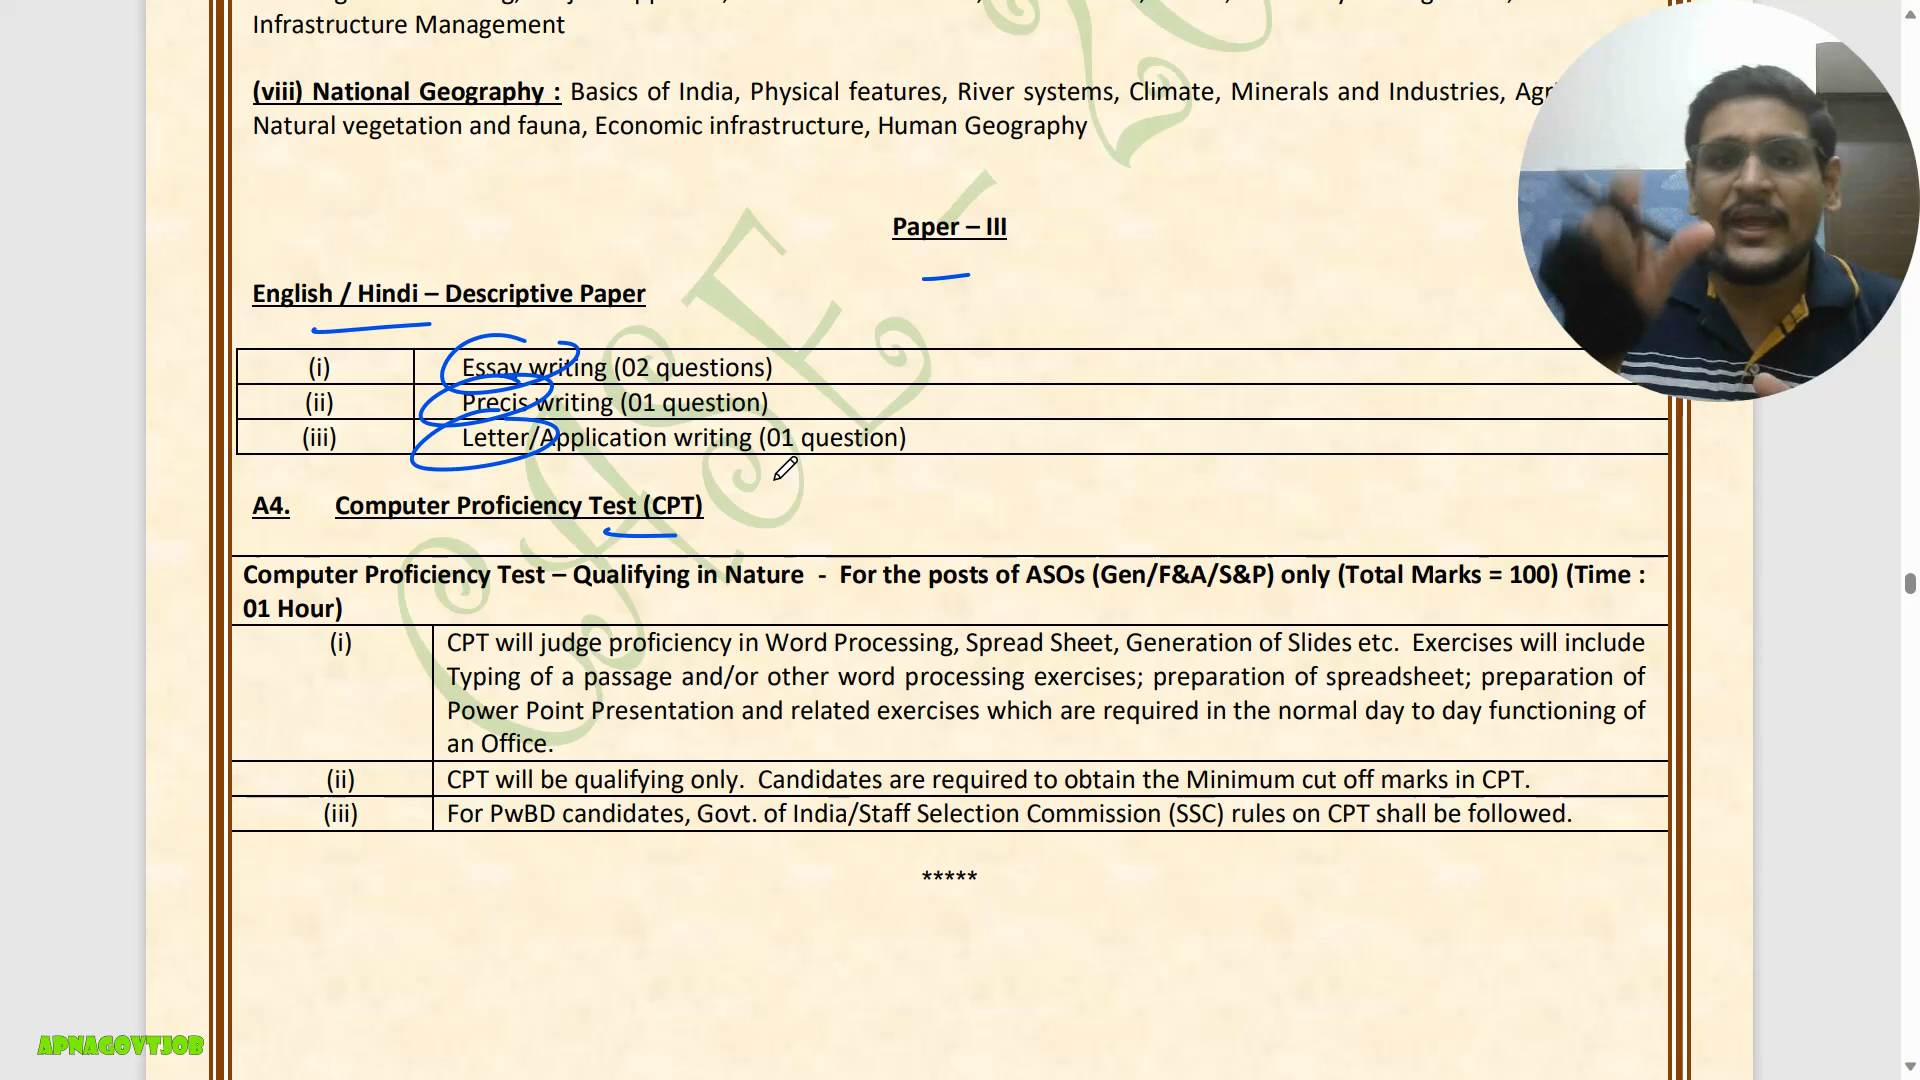 Infrastructure Management
(viii) National Geography : Basics of India, Physical features, River systems, Climate, Minerals and Industries,
Natural vegetation and fauna, Economic infrastructure, Human Geography
Paper – III
English / Hindi – Descriptive Paper
(i) Essay writing (02 questions)
(ii) Precis writing (01 question)
(iii) Letter/Application writing (01 question)
A4. Computer Proficiency Test (CPT)
Computer Proficiency Test – Qualifying in Nature - For the posts of ASOs (Gen/F&A/S&P) only (Total Marks = 100) (Time :
01 Hour)
(i) CPT will judge proficiency in Word Processing, Spread Sheet, Generation of Slides etc. Exercises will include
Typing of a passage and/or other word processing exercises; preparation of spreadsheet; preparation of
Power Point Presentation and related exercises which are required in the normal day to day functioning of
an Office.
(ii) CPT will be qualifying only. Candidates are required to obtain the Minimum cut off marks in CPT.
(iii) For PwBD candidates, Govt. of India/Staff Selection Commission (SSC) rules on CPT shall be followed.
*****
APNAGOVTJOB